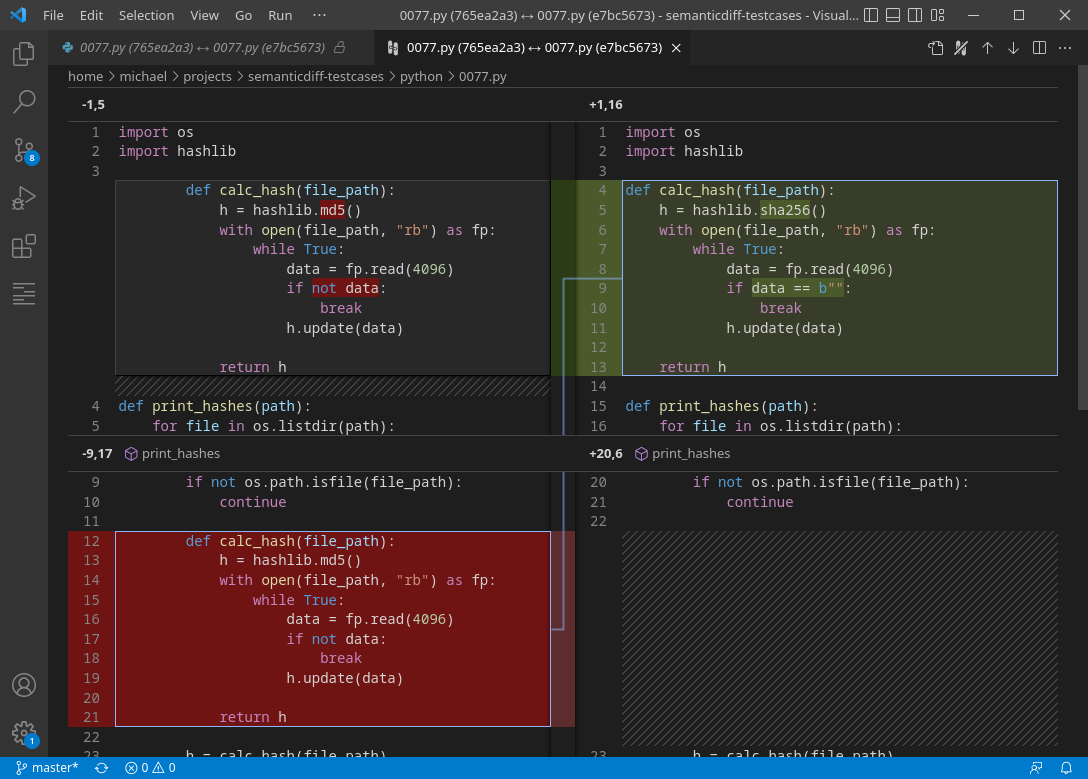 File Edit Selection View Go Run ··· 0077.py (765ea2a3) ↔ 0077.py (e7bc5673) - semanticdiff-testcases - Visual...
0077.py (765ea2a3) ↔ 0077.py (e7bc5673) 0077.py (765ea2a3) ↔ 0077.py (e7bc5673)
home > michael > projects > semanticdiff-testcases > python > 0077.py
-1,5
1 import os
2 import hashlib
3
def calc_hash(file_path):
h = hashlib.md5()
with open(file_path, "rb") as fp:
while True:
data = fp.read(4096)
if not data:
break
h.update(data)
return h
4 def print_hashes(path):
5 for file in os.listdir(path):
+1,16
1 import os
2 import hashlib
3
4 def calc_hash(file_path):
5 h = hashlib.sha256()
6 with open(file_path, "rb") as fp:
7 while True:
8 data = fp.read(4096)
9 if data == b"":
10 break
11 h.update(data)
12
13 return h
14
15 def print_hashes(path):
16 for file in os.listdir(path):
-9,17 print_hashes
9 if not os.path.isfile(file_path):
10 continue
11
12 def calc_hash(file_path):
13 h = hashlib.md5()
14 with open(file_path, "rb") as fp:
15 while True:
16 data = fp.read(4096)
17 if not data:
18 break
19 h.update(data)
20
21 return h
22
23 h = calc_hash(file_path)
+20,6 print_hashes
20 if not os.path.isfile(file_path):
21 continue
22
23 h = calc_hash(file_path)
8
1
master* 0 0